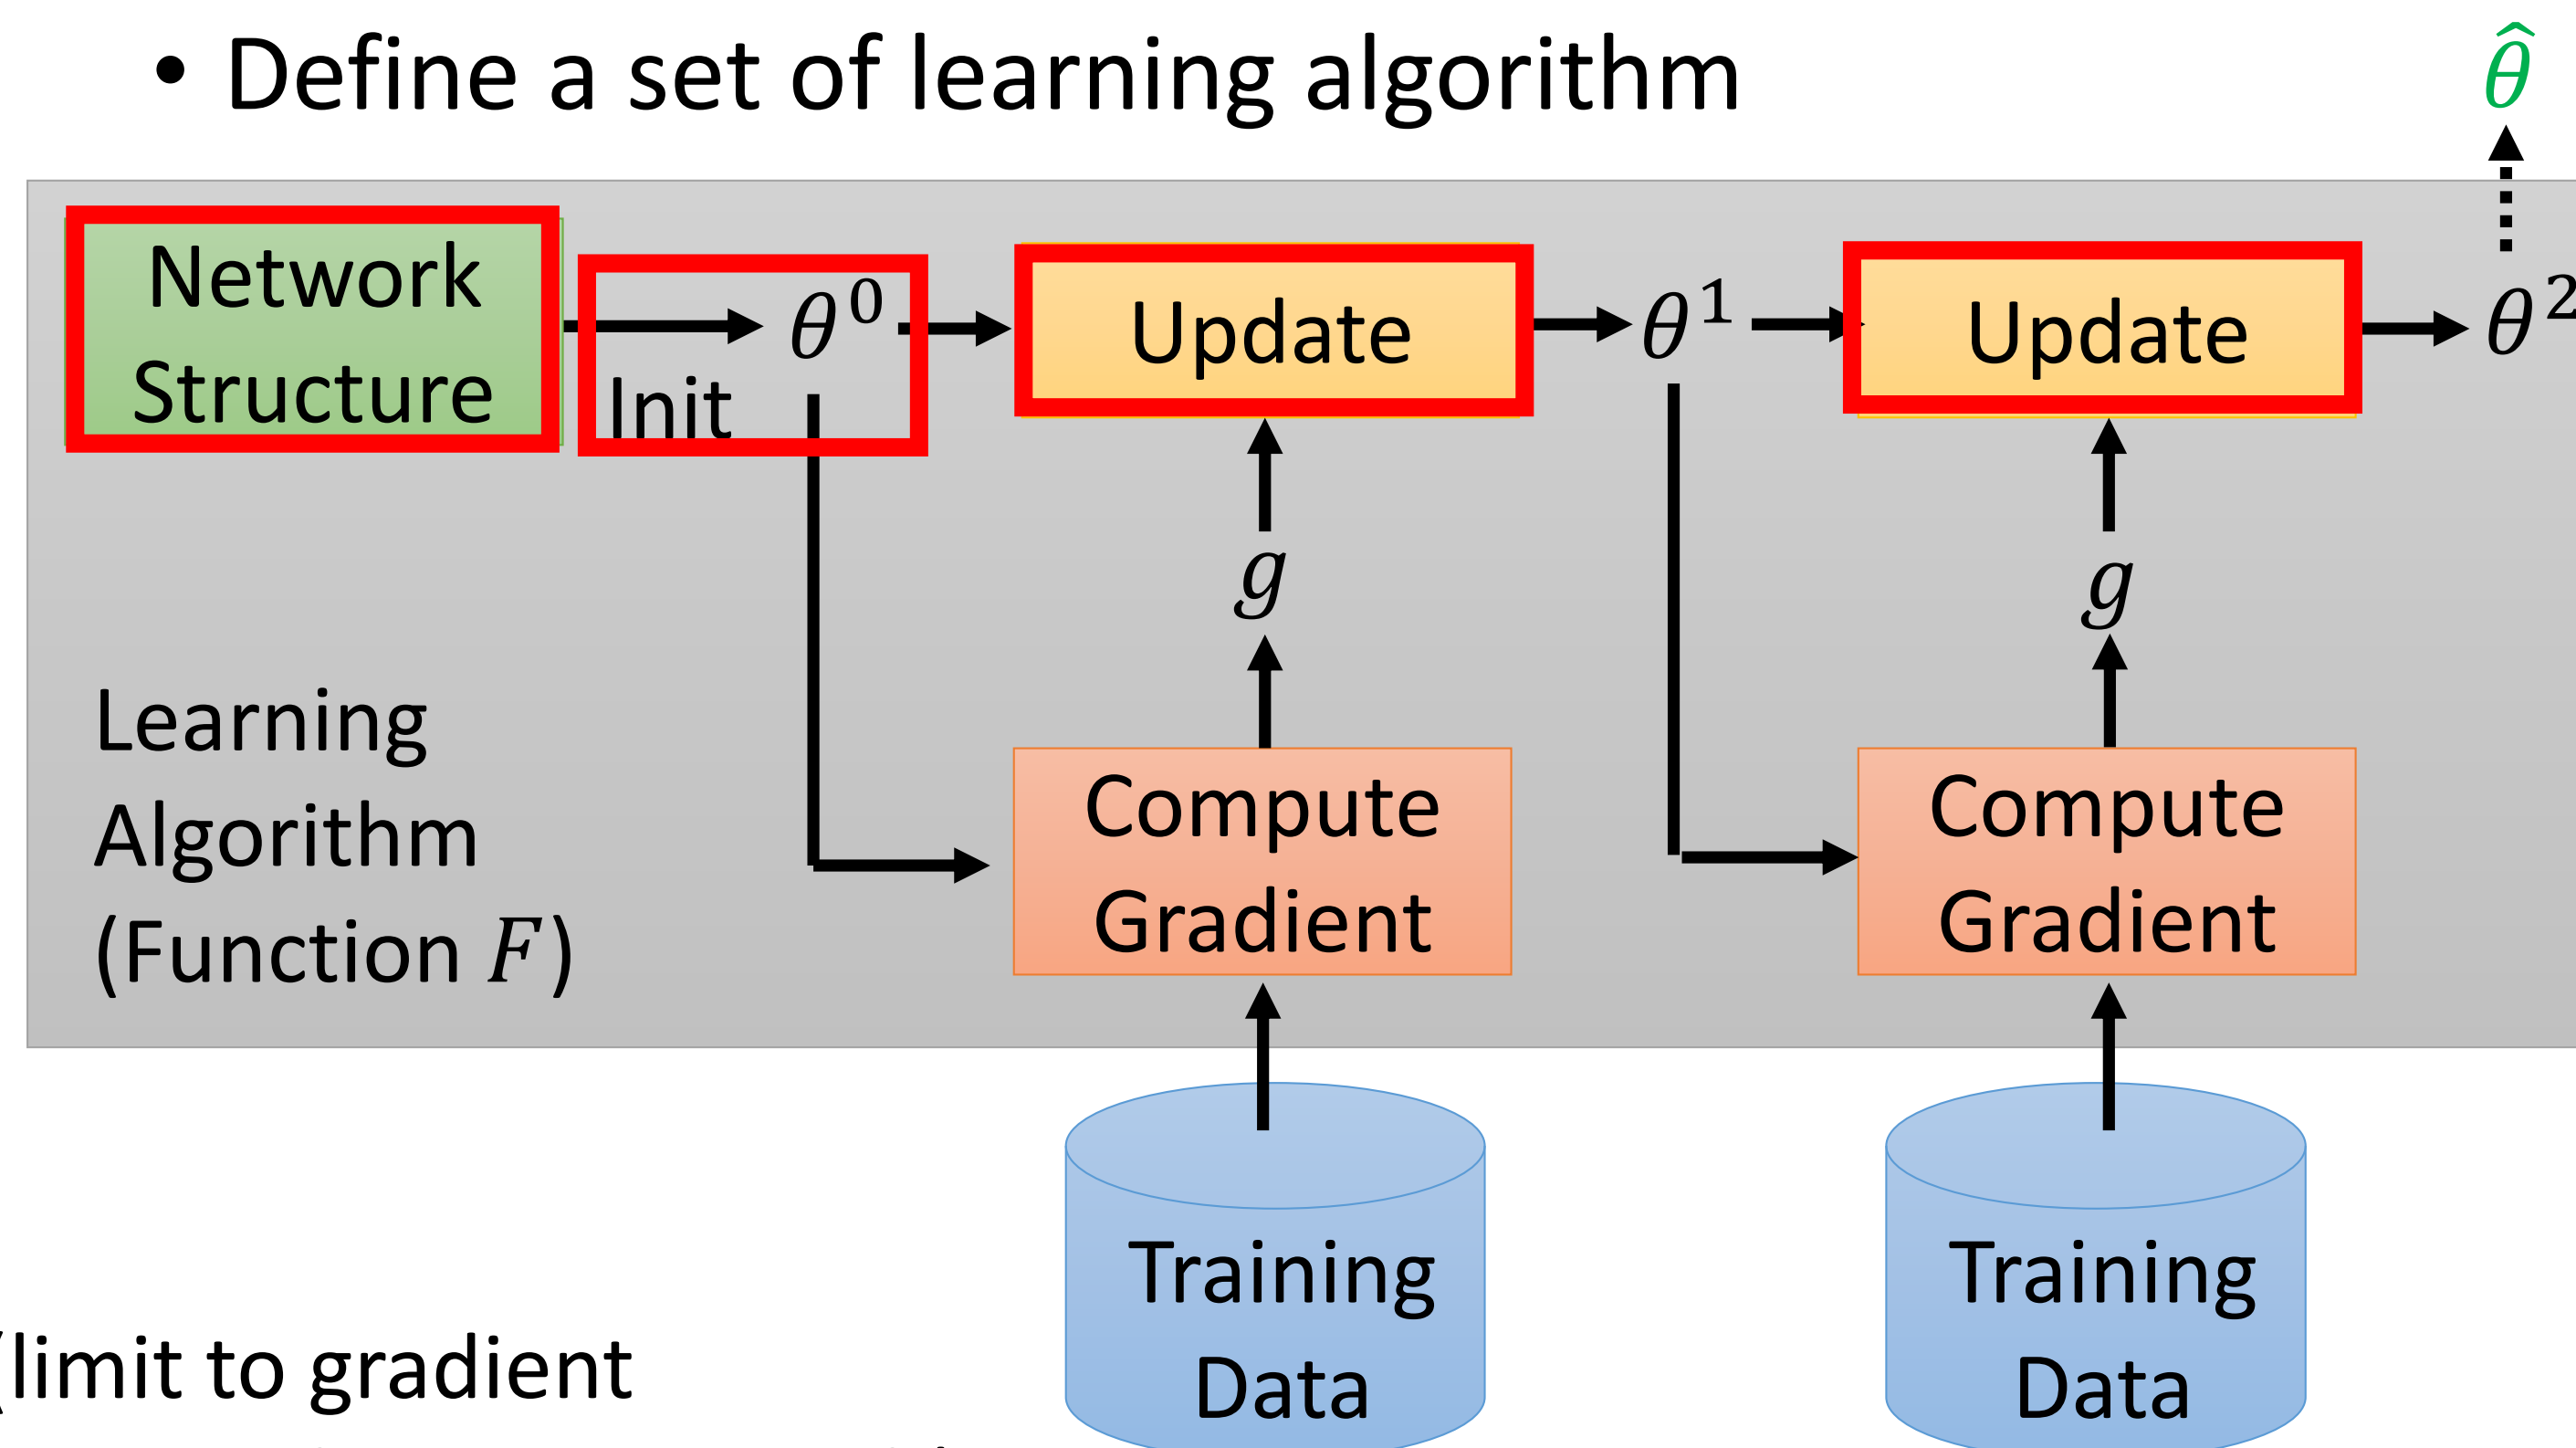 • Define a set of learning algorithm
θ̂
Network
Structure
Init
θ⁰
Update
θ¹
Update
θ²
g
g
Learning
Algorithm
(Function F)
Compute
Gradient
Compute
Gradient
Training
Data
Training
Data
(limit to gradient